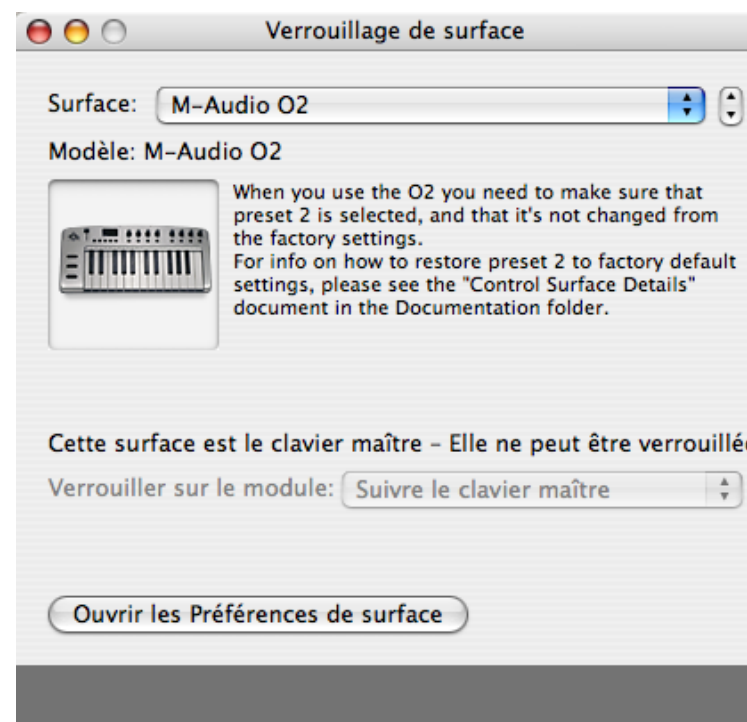 Verrouillage de surface
Surface: M-Audio O2
Modèle: M-Audio O2
When you use the O2 you need to make sure that
preset 2 is selected, and that it's not changed from
the factory settings.
For info on how to restore preset 2 to factory default
settings, please see the "Control Surface Details"
document in the Documentation folder.
Cette surface est le clavier maître – Elle ne peut être verrouillé
Verrouiller sur le module: Suivre le clavier maître
Ouvrir les Préférences de surface